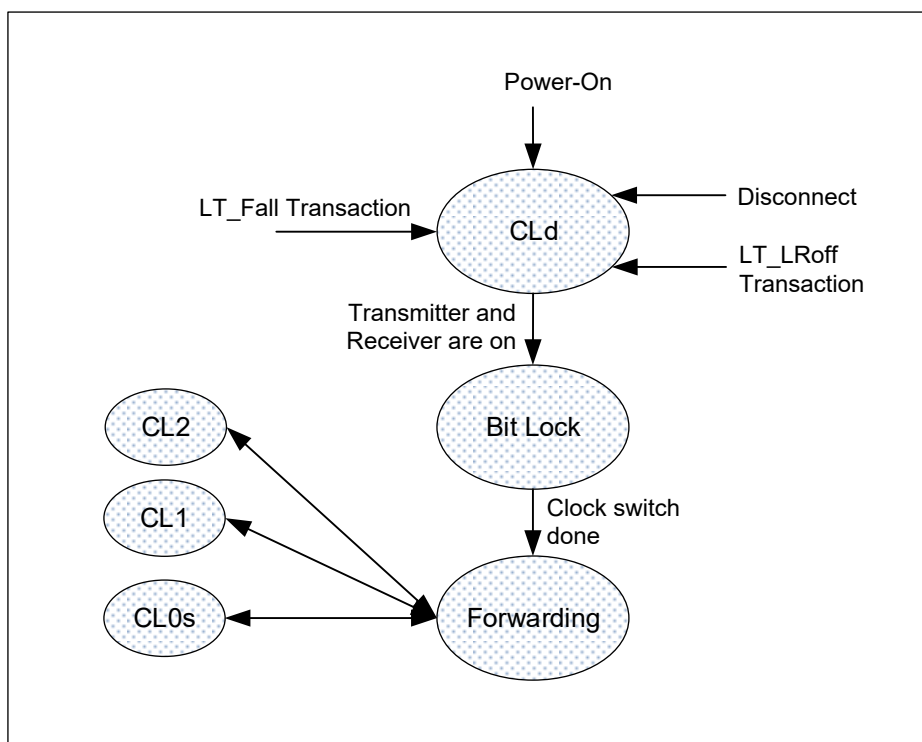 Power-On
LT_Fall Transaction
CLd
Disconnect
LT_LRoff
Transaction
Transmitter and
Receiver are on
CL2
Bit Lock
CL1
Clock switch
done
CL0s
Forwarding